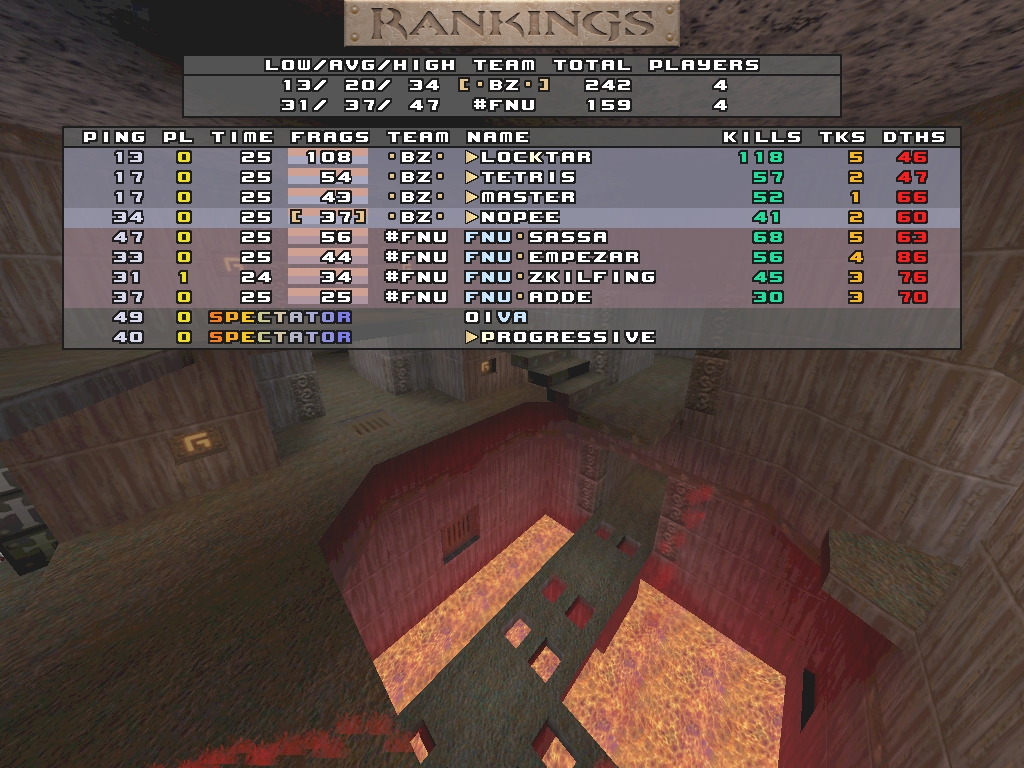 RANKINGS
LOW/AVG/HIGH TEAM TOTAL PLAYERS
13/ 20/ 34 [·BZ·] 242 4
31/ 37/ 47 #FNU 159 4
PING PL TIME FRAGS TEAM NAME KILLS TKS DTHS
13 0 25 108 ·BZ· LOCKTAR 118 5 46
17 0 25 54 ·BZ· TETRIS 57 2 47
17 0 25 43 ·BZ· MASTER 52 1 66
34 0 25 [ 37] ·BZ· NOPEE 41 2 60
47 0 25 56 #FNU FNU·SASSA 68 5 63
33 0 25 44 #FNU FNU·EMPEZAR 56 4 86
31 1 24 34 #FNU FNU·ZKILFING 45 3 76
37 0 25 25 #FNU FNU·ADDE 30 3 70
49 0 SPECTATOR OIVA
40 0 SPECTATOR PROGRESSIVE